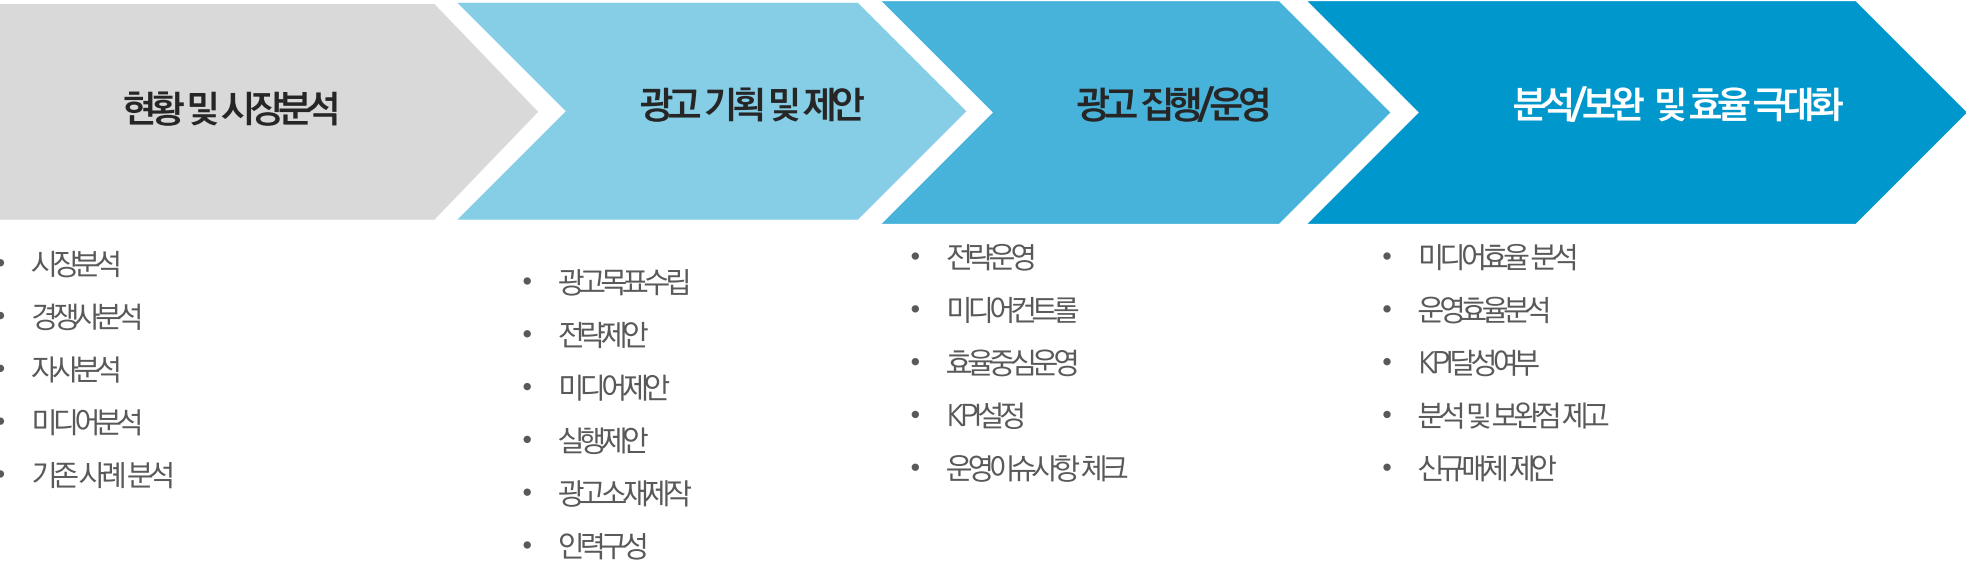 현황 및 시장분석
• 시장분석
• 경쟁사분석
• 자사분석
• 미디어분석
• 기존 사례 분석
광고 기획 및 제안
• 광고목표수립
• 전략제안
• 미디어제안
• 실행제안
• 광고소재제작
• 인력구성
광고 집행/운영
• 전략운영
• 미디어컨트롤
• 효율중심운영
• KPI설정
• 운영이슈사항 체크
분석/보완 및 효율 극대화
• 미디어효율 분석
• 운영효율분석
• KPI달성여부
• 분석 및 보완점 제고
• 신규매체 제안